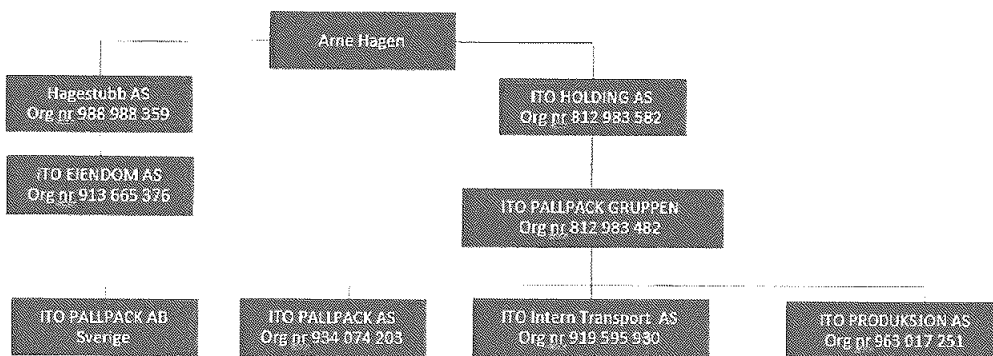 Arne Hagen
Hagestubb AS
Org nr 988 988 359
ITO HOLDING AS
Org nr 812 983 582
ITO EIENDOM AS
Org nr 913 665 376
ITO PALLPACK GRUPPEN
Org nr 812 983 482
ITO PALLPACK AB
Sverige
ITO PALLPACK AS
Org nr 934 074 203
ITO Intern Transport AS
Org nr 919 595 930
ITO PRODUKSJON AS
Org nr 963 017 251